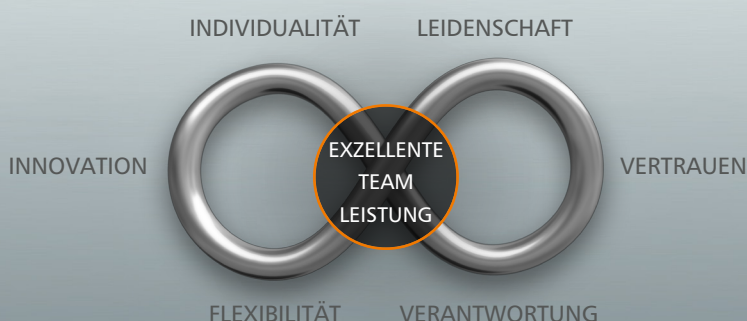 INDIVIDUALITÄT LEIDENSCHAFT
INNOVATION
EXZELLENTE
TEAM
LEISTUNG
VERTRAUEN
FLEXIBILITÄT VERANTWORTUNG